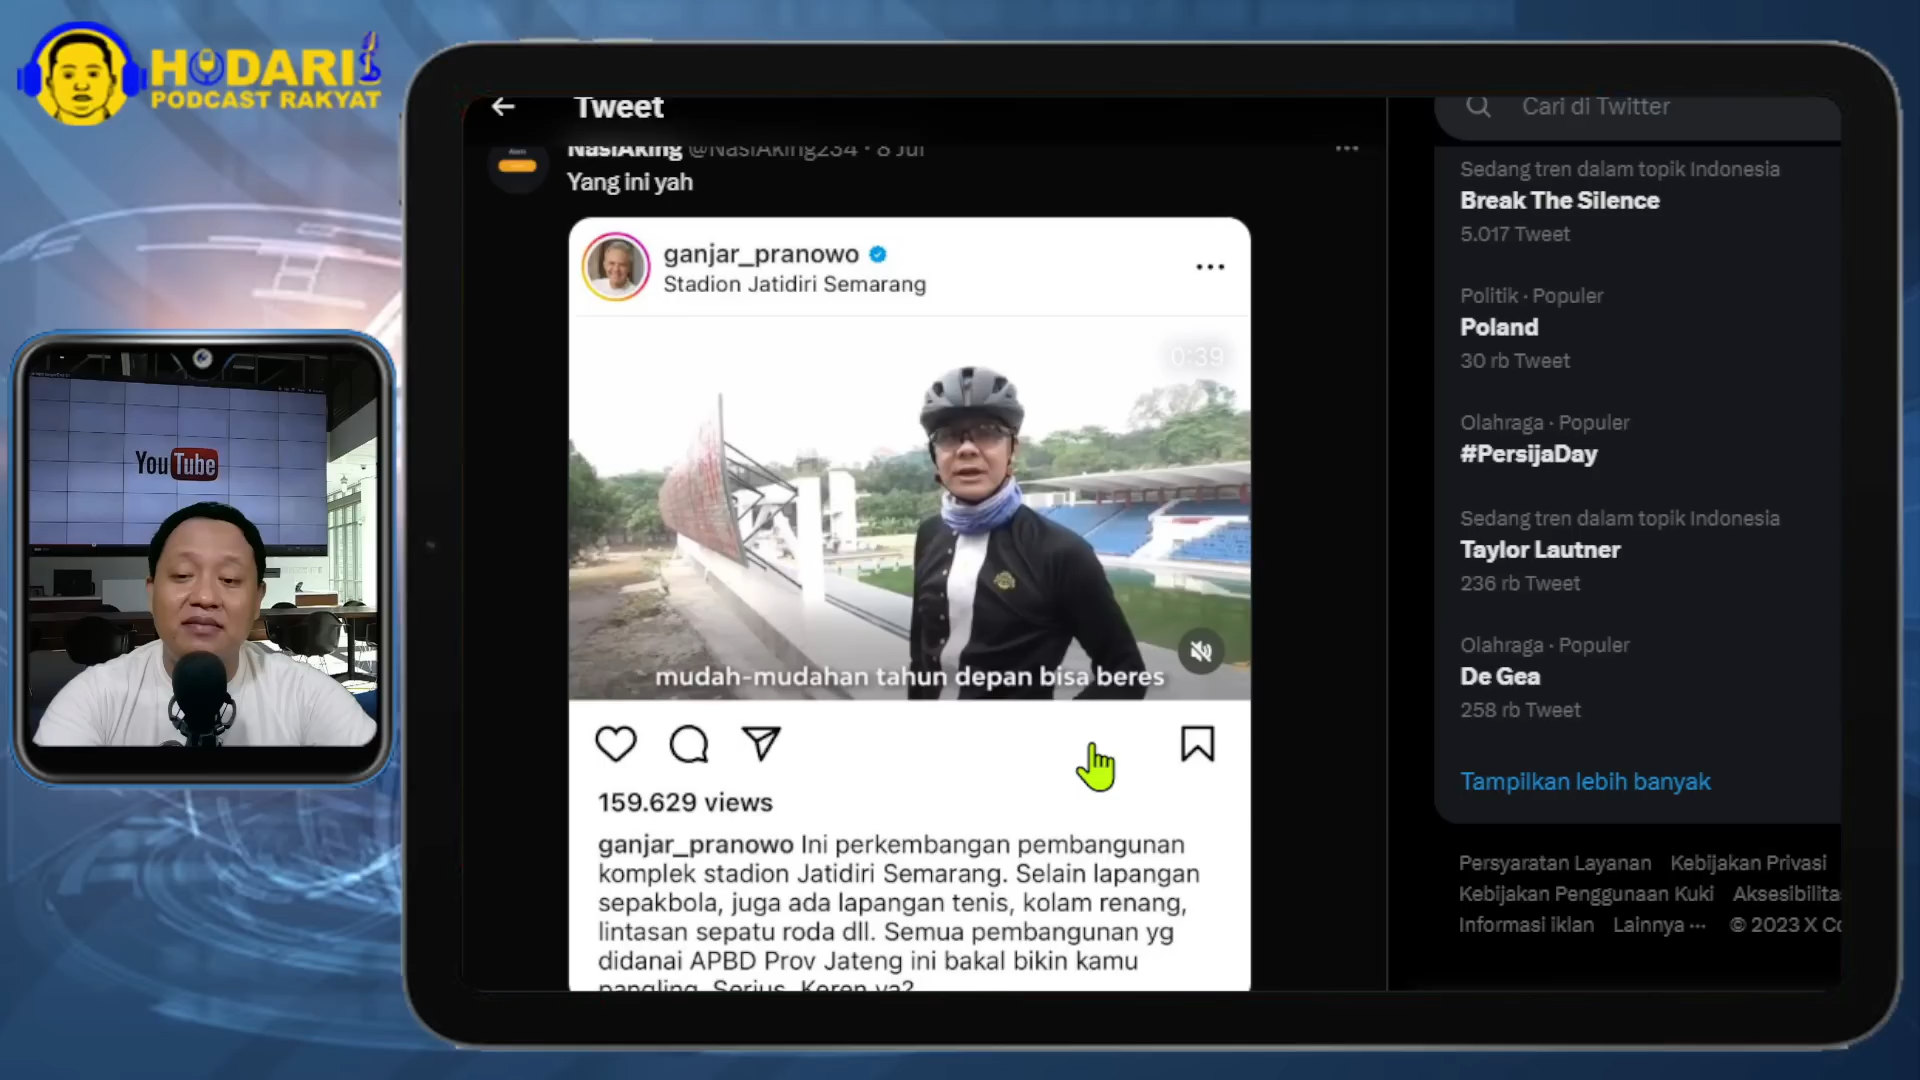 HODARI
PODCAST RAKYAT
YouTube
Tweet
NasiAking @NasiAking234 · 8 Jul
Yang ini yah
ganjar_pranowo
Stadion Jatidiri Semarang
0:39
mudah-mudahan tahun depan bisa beres
159.629 views
ganjar_pranowo Ini perkembangan pembangunan
komplek stadion Jatidiri Semarang. Selain lapangan
sepakbola, juga ada lapangan tenis, kolam renang,
lintasan sepatu roda dll. Semua pembangunan yg
didanai APBD Prov Jateng ini bakal bikin kamu
pangling. Serius. Keren ya?
Cari di Twitter
Sedang tren dalam topik Indonesia
Break The Silence
5.017 Tweet
Politik · Populer
Poland
30 rb Tweet
Olahraga · Populer
#PersijaDay
Sedang tren dalam topik Indonesia
Taylor Lautner
236 rb Tweet
Olahraga · Populer
De Gea
258 rb Tweet
Tampilkan lebih banyak
Persyaratan Layanan Kebijakan Privasi
Kebijakan Penggunaan Kuki Aksesibilita
Informasi iklan Lainnya ··· © 2023 X Co